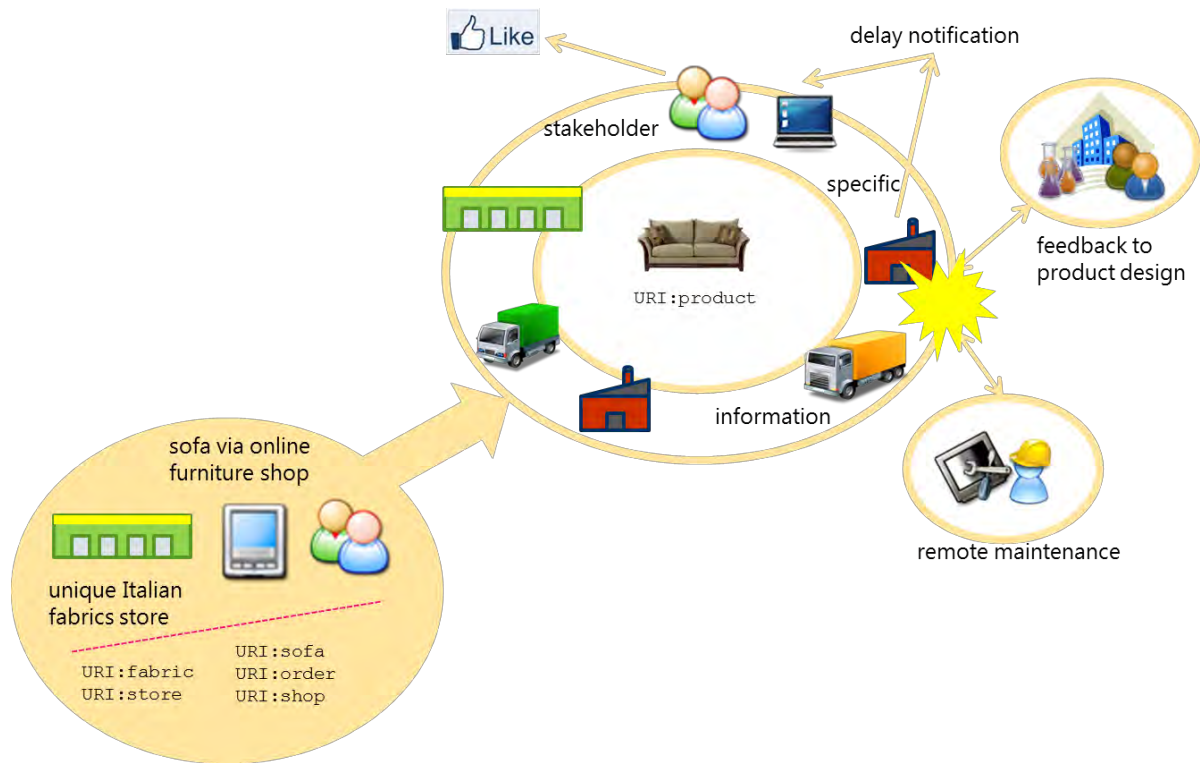 Like
delay notification
stakeholder
specific
URI:product
feedback to
product design
information
sofa via online
furniture shop
remote maintenance
unique Italian
fabrics store
URI:sofa
URI:fabric
URI:order
URI:store
URI:shop